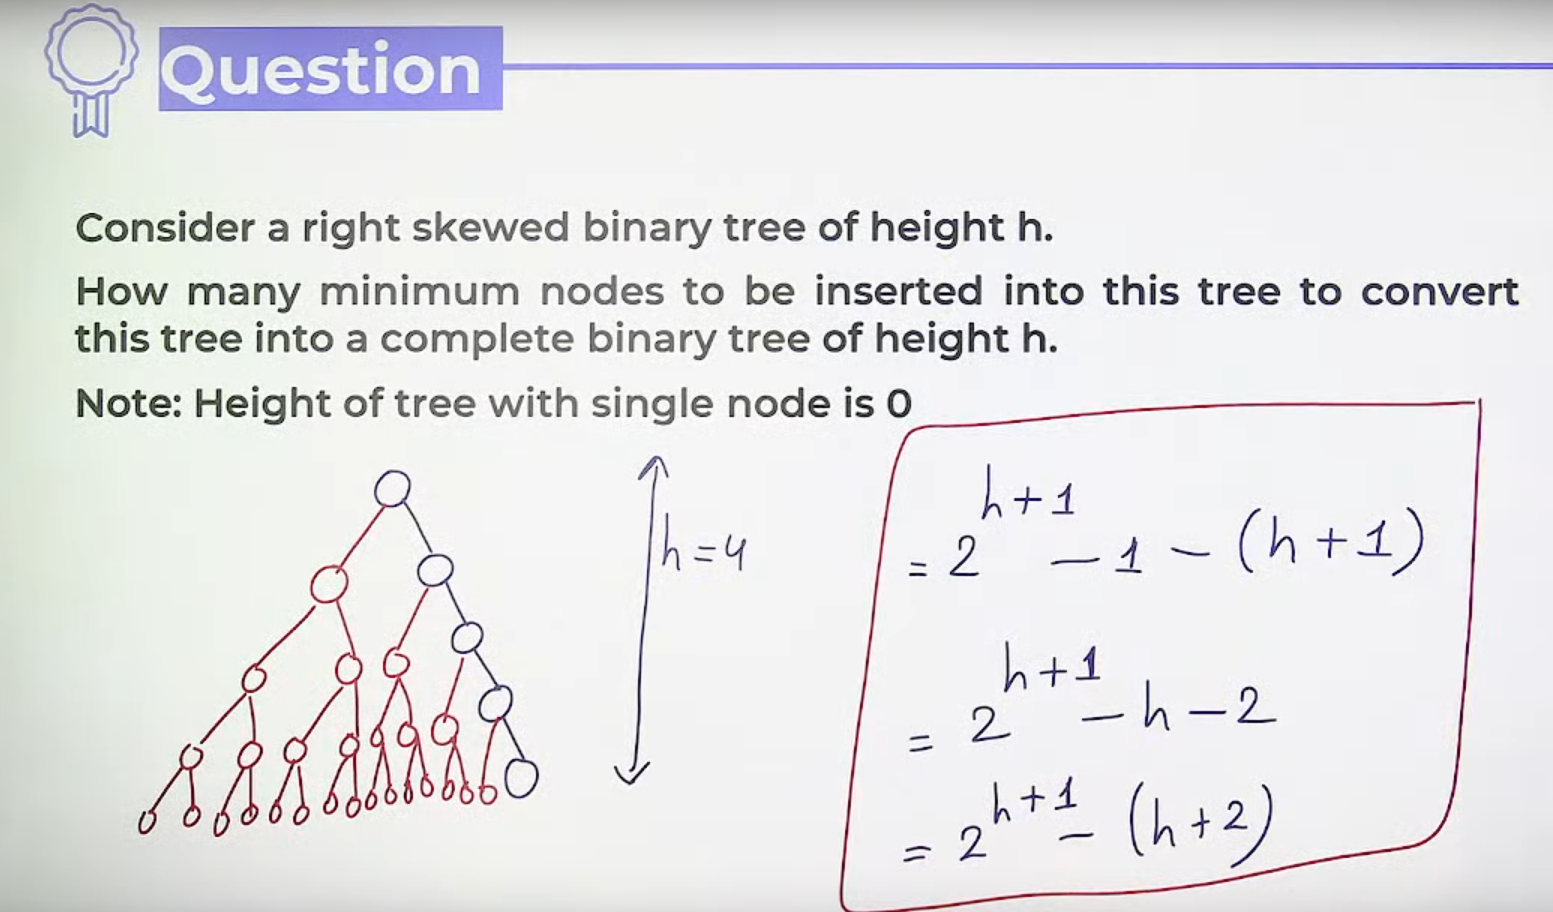 Question
Consider a right skewed binary tree of height h.
How many minimum nodes to be inserted into this tree to convert
this tree into a complete binary tree of height h.
Note: Height of tree with single node is 0
h=4
= 2^{h+1} - 1 - (h+1)
= 2^{h+1} - h - 2
= 2^{h+1} - (h+2)